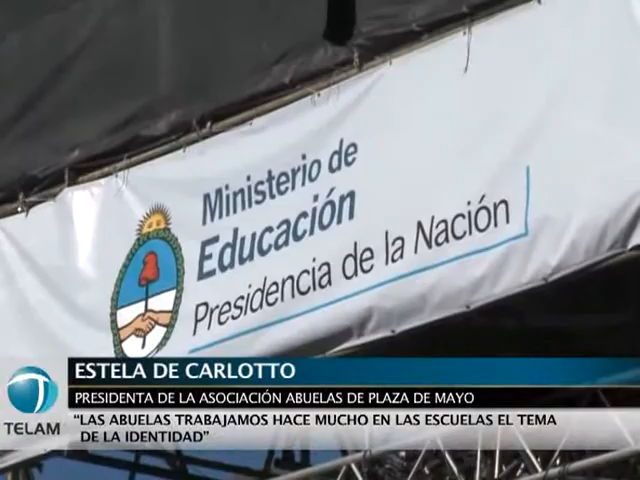 Ministerio de
Educación
Presidencia de la Nación
ESTELA DE CARLOTTO
PRESIDENTA DE LA ASOCIACIÓN ABUELAS DE PLAZA DE MAYO
TELAM
“LAS ABUELAS TRABAJAMOS HACE MUCHO EN LAS ESCUELAS EL TEMA
DE LA IDENTIDAD”